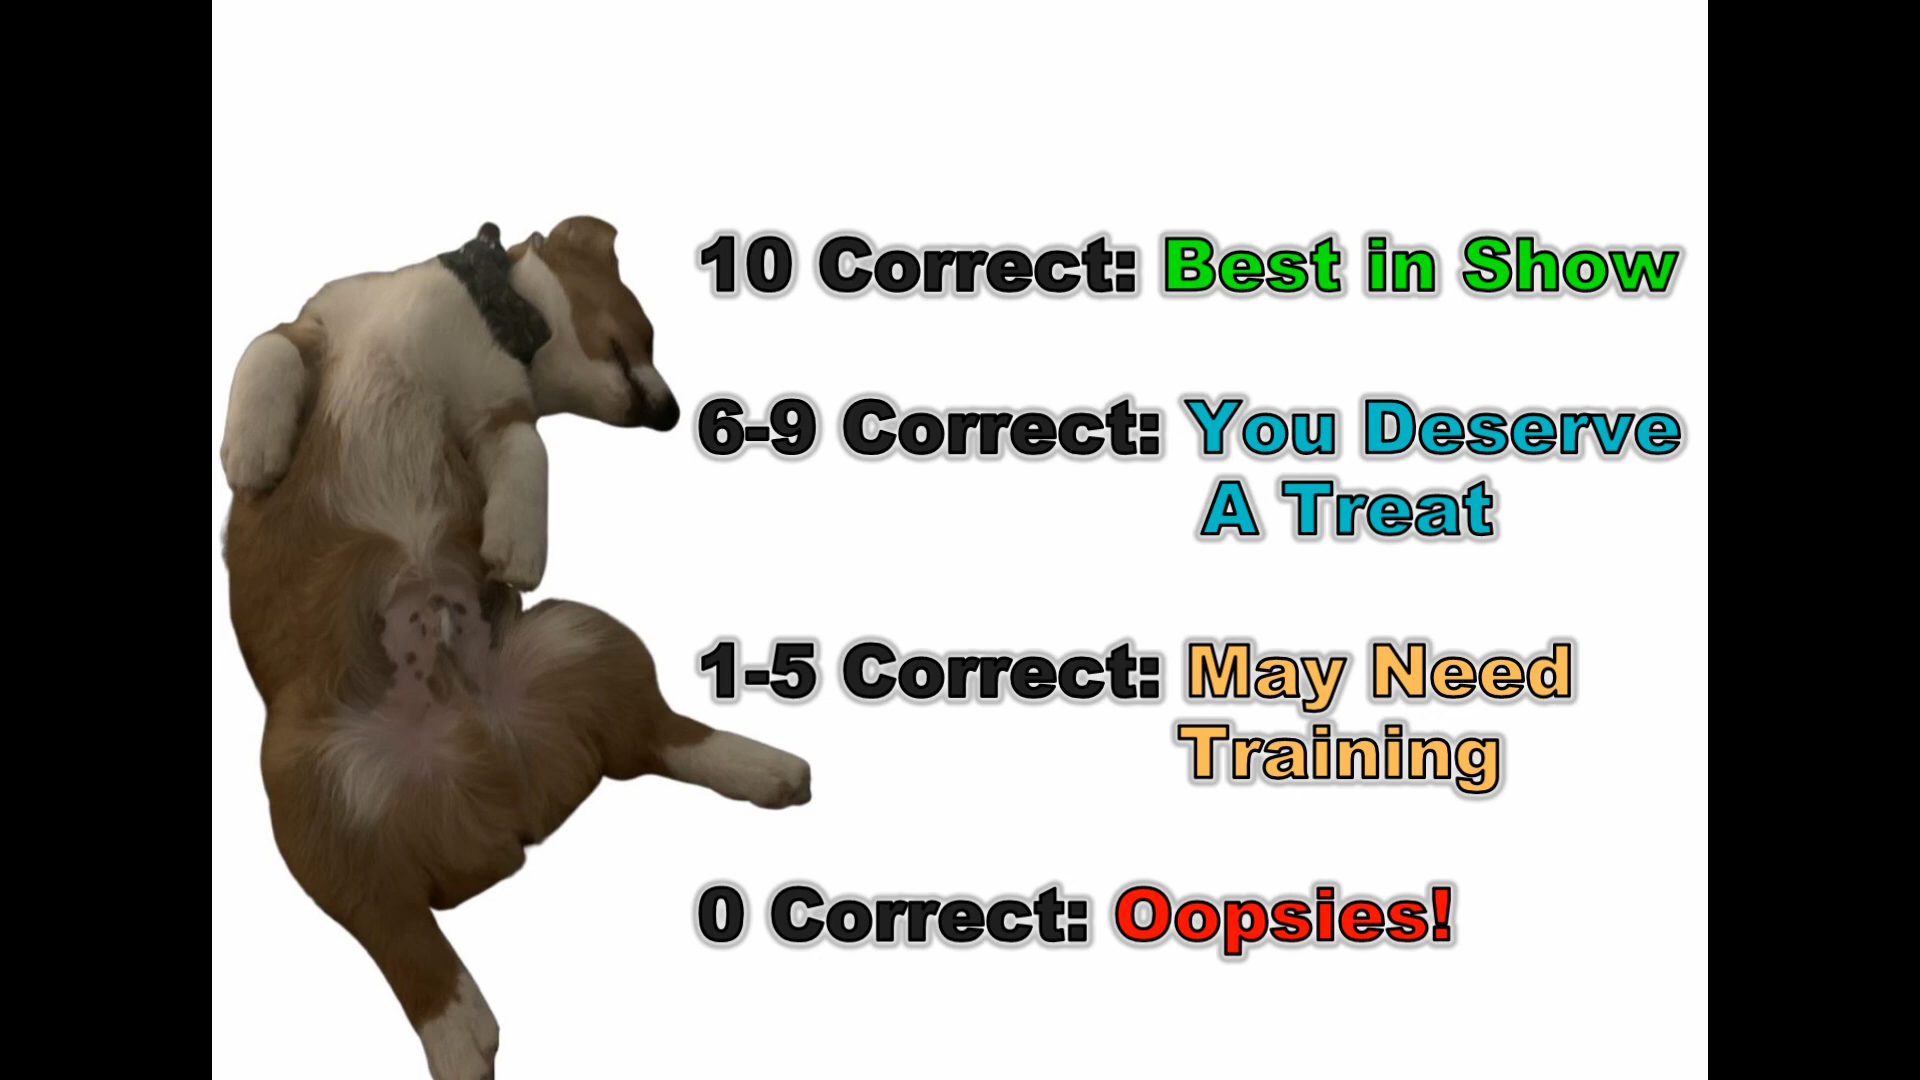 10 Correct: Best in Show
6-9 Correct: You Deserve
A Treat
1-5 Correct: May Need
Training
0 Correct: Oopsies!